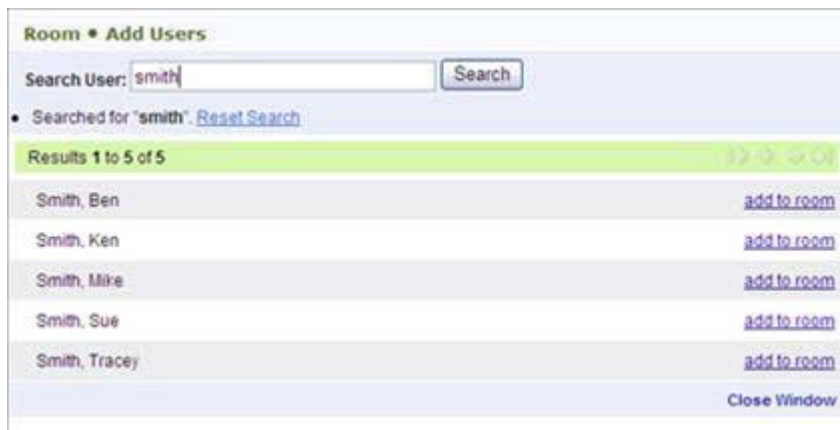 Room • Add Users
Search User: smith Search
• Searched for "smith". Reset Search
Results 1 to 5 of 5
Smith, Ben add to room
Smith, Ken add to room
Smith, Mike add to room
Smith, Sue add to room
Smith, Tracey add to room
Close Window